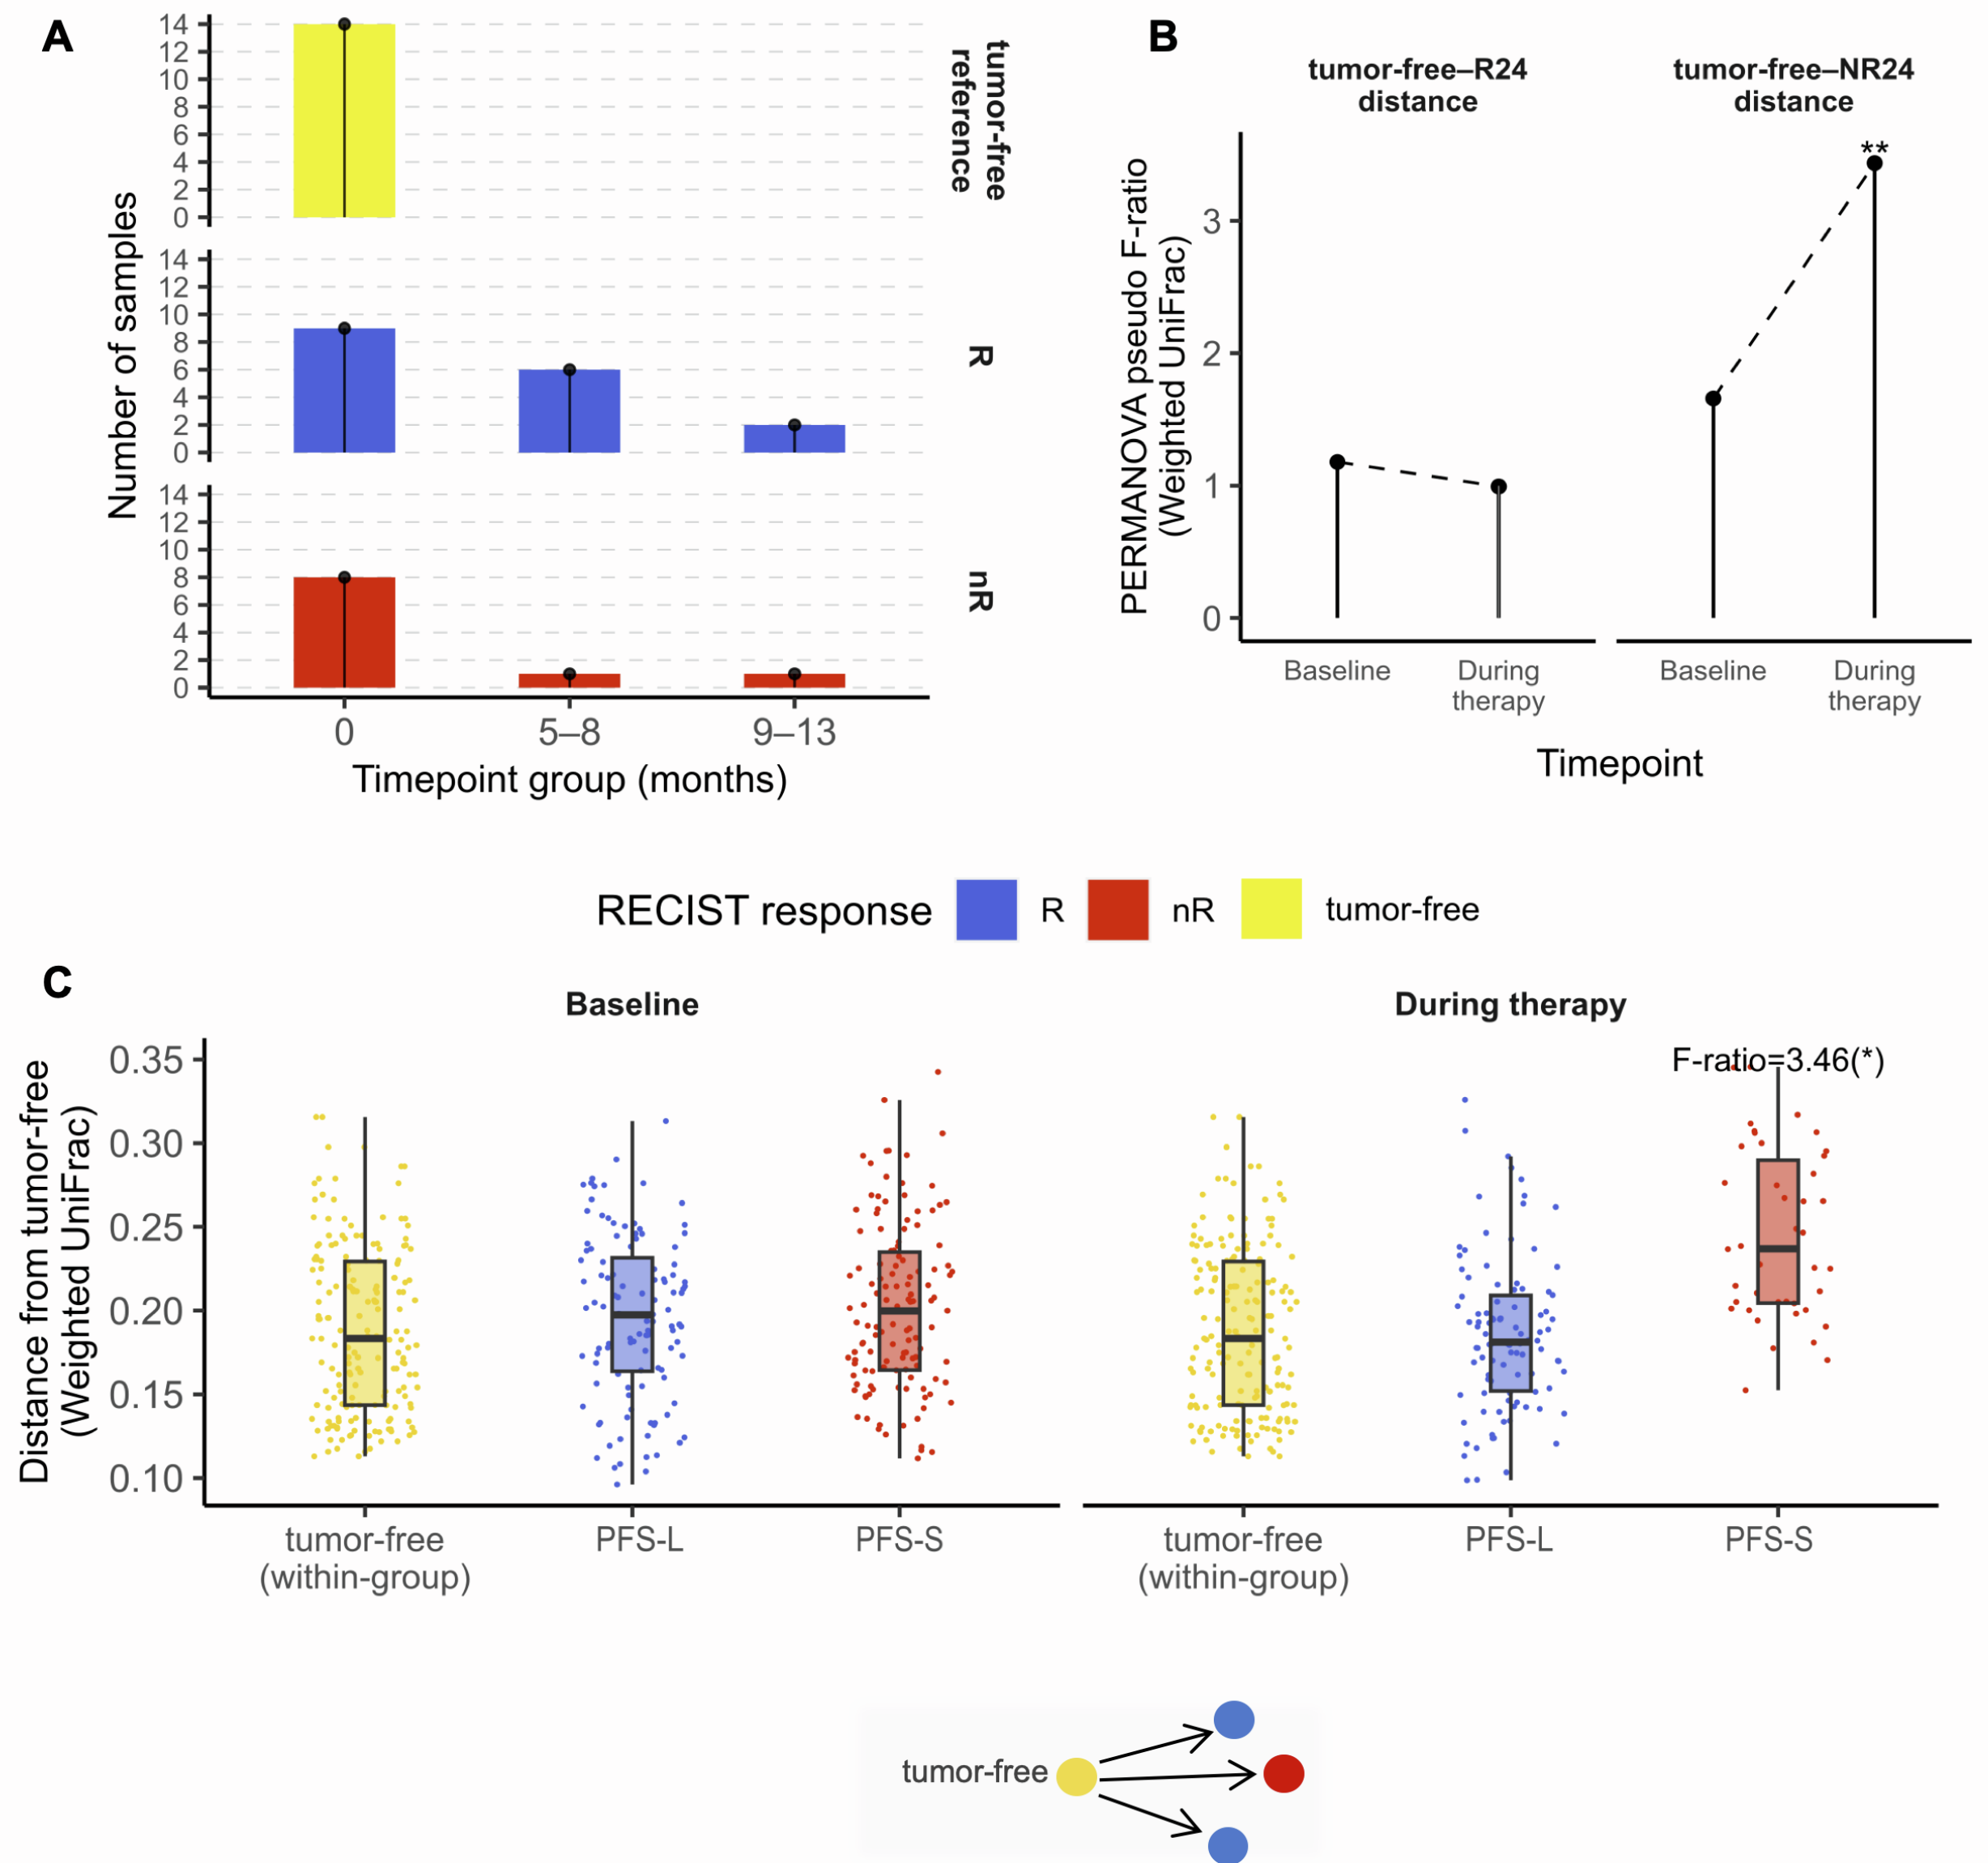 A
14
12
10
8
6
4
2
0
tumor-free
reference
14
12
10
8
6
4
2
0
R
14
12
10
8
6
4
2
0
nR
Number of samples
0 5–8 9–13
Timepoint group (months)
B
tumor-free–R24
distance
tumor-free–NR24
distance
PERMANOVA pseudo F-ratio
(Weighted UniFrac)
3
2
1
0
**
Baseline During
therapy
Baseline During
therapy
Timepoint
RECIST response R nR tumor-free
C
Baseline During therapy
Distance from tumor-free
(Weighted UniFrac)
0.35
0.30
0.25
0.20
0.15
0.10
F-ratio=3.46(*)
tumor-free
(within-group)
PFS-L
PFS-S
tumor-free
(within-group)
PFS-L
PFS-S
tumor-free